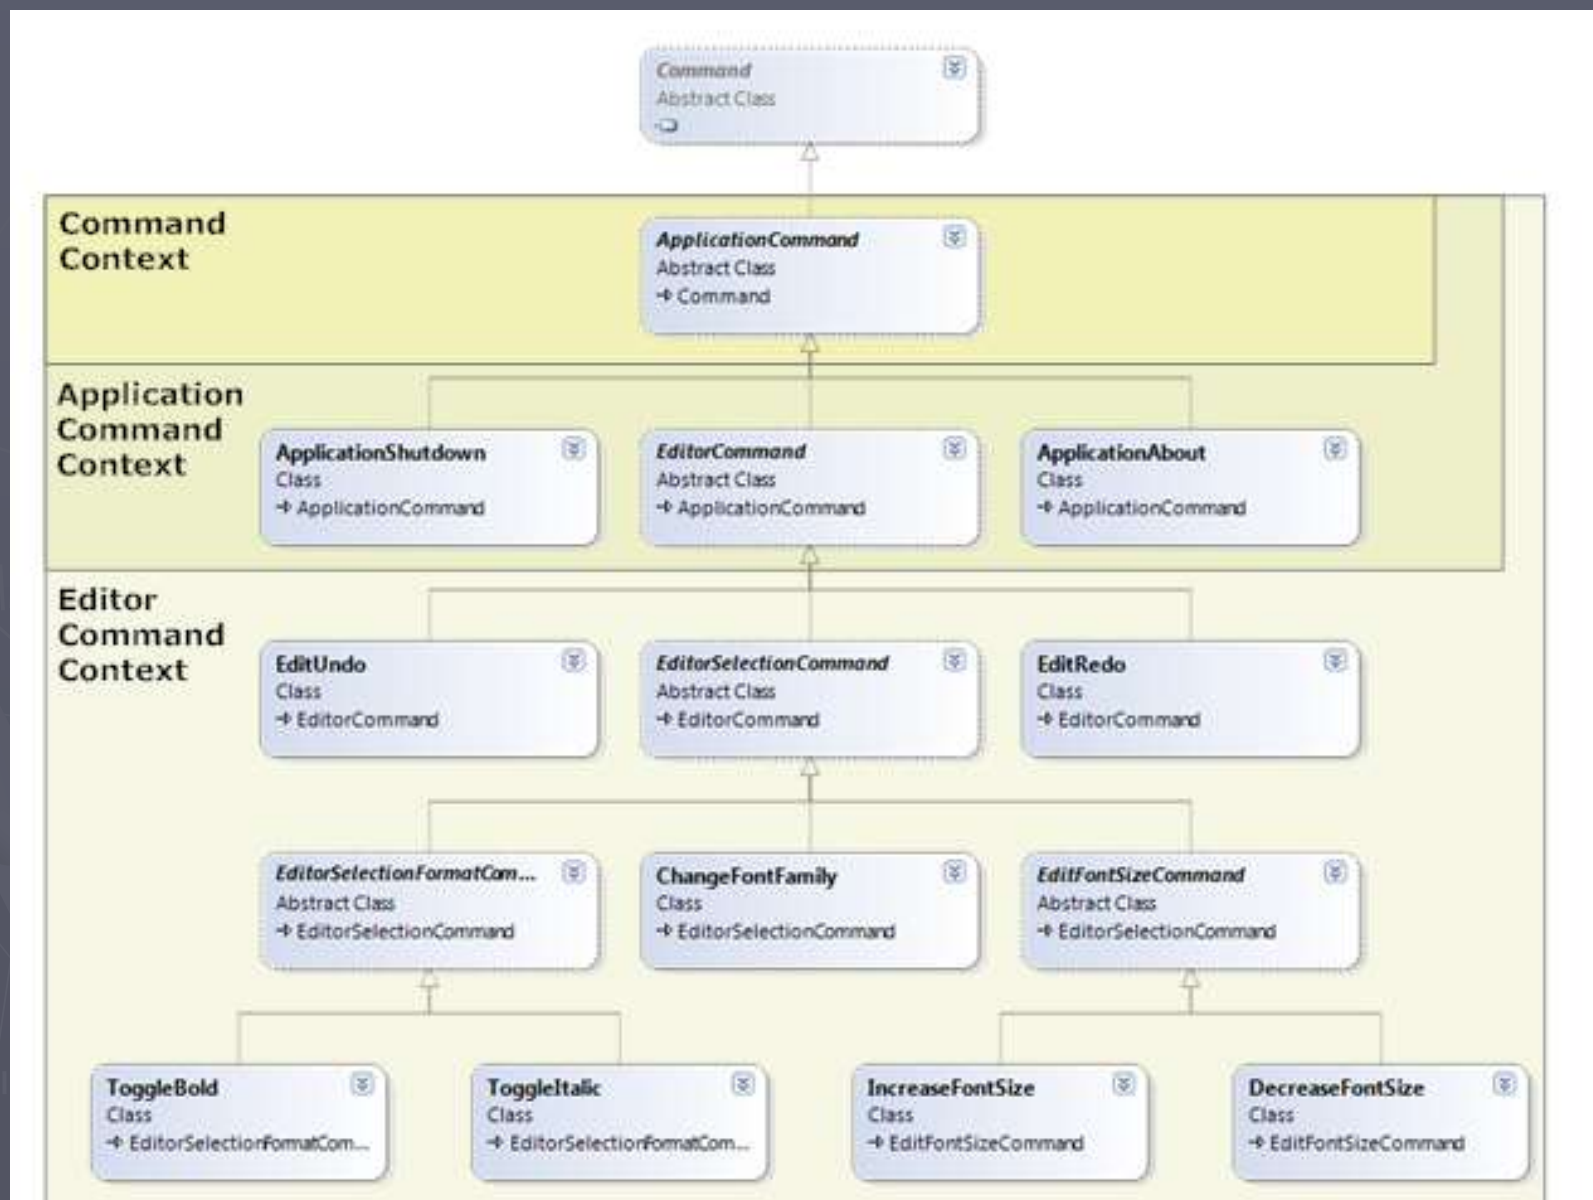 Command
Abstract Class
Command
Context
ApplicationCommand
Abstract Class
Command
Application
Command
Context
ApplicationShutdown
Class
ApplicationCommand
EditorCommand
Abstract Class
ApplicationCommand
ApplicationAbout
Class
ApplicationCommand
Editor
Command
Context
EditUndo
Class
EditorCommand
EditorSelectionCommand
Abstract Class
EditorCommand
EditRedo
Class
EditorCommand
EditorSelectionFormatCom...
Abstract Class
EditorSelectionCommand
ChangeFontFamily
Class
EditorSelectionCommand
EditFontSizeCommand
Abstract Class
EditorSelectionCommand
ToggleBold
Class
EditorSelectionFormatCom...
ToggleItalic
Class
EditorSelectionFormatCom...
IncreaseFontSize
Class
EditFontSizeCommand
DecreaseFontSize
Class
EditFontSizeCommand